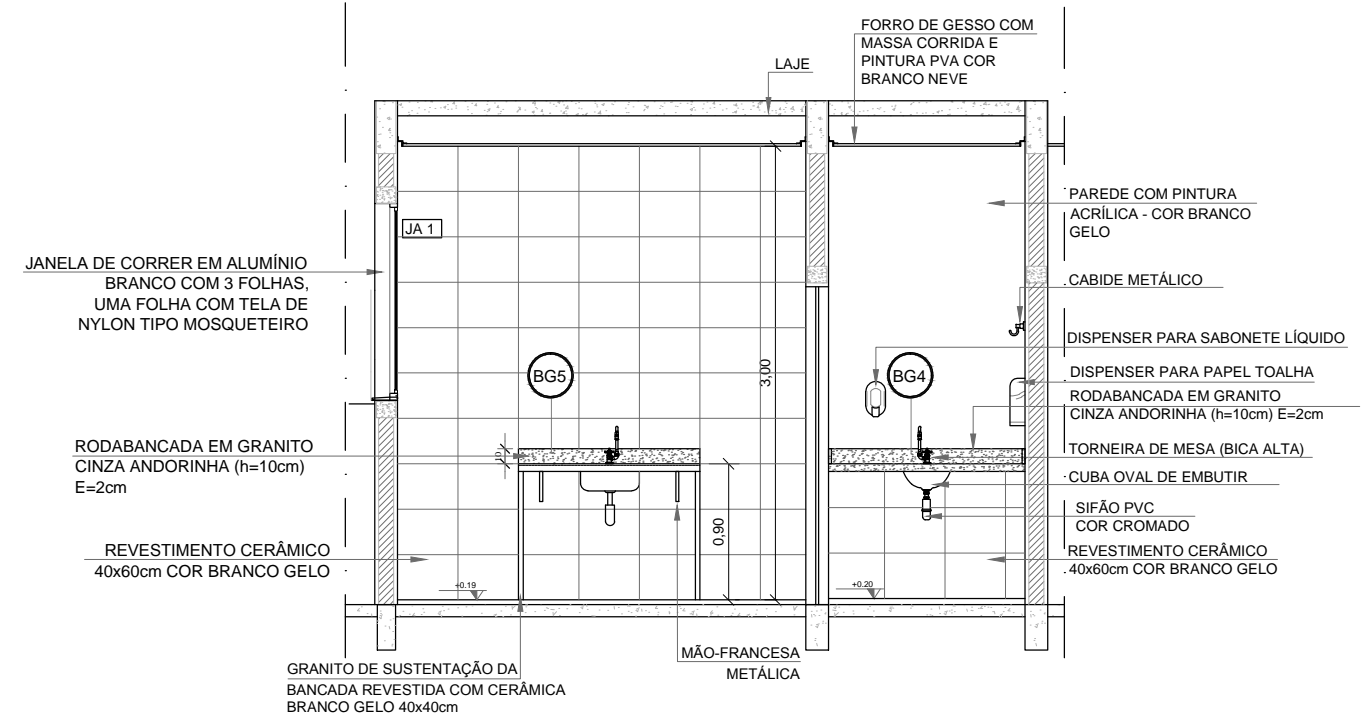 FORRO DE GESSO COM
MASSA CORRIDA E
PINTURA PVA COR
BRANCO NEVE
LAJE
JA 1
JANELA DE CORRER EM ALUMÍNIO
BRANCO COM 3 FOLHAS,
UMA FOLHA COM TELA DE
NYLON TIPO MOSQUETEIRO
PAREDE COM PINTURA
ACRÍLICA - COR BRANCO
GELO
CABIDE METÁLICO
DISPENSER PARA SABONETE LÍQUIDO
BG5
3,00
BG4
DISPENSER PARA PAPEL TOALHA
RODABANCADA EM GRANITO
CINZA ANDORINHA (h=10cm) E=2cm
RODABANCADA EM GRANITO
CINZA ANDORINHA (h=10cm)
E=2cm
TORNEIRA DE MESA (BICA ALTA)
CUBA OVAL DE EMBUTIR
SIFÃO PVC
COR CROMADO
0,90
REVESTIMENTO CERÂMICO
40x60cm COR BRANCO GELO
REVESTIMENTO CERÂMICO
40x60cm COR BRANCO GELO
+0.19
+0.20
GRANITO DE SUSTENTAÇÃO DA
BANCADA REVESTIDA COM CERÂMICA
BRANCO GELO 40x40cm
MÃO-FRANCESA
METÁLICA